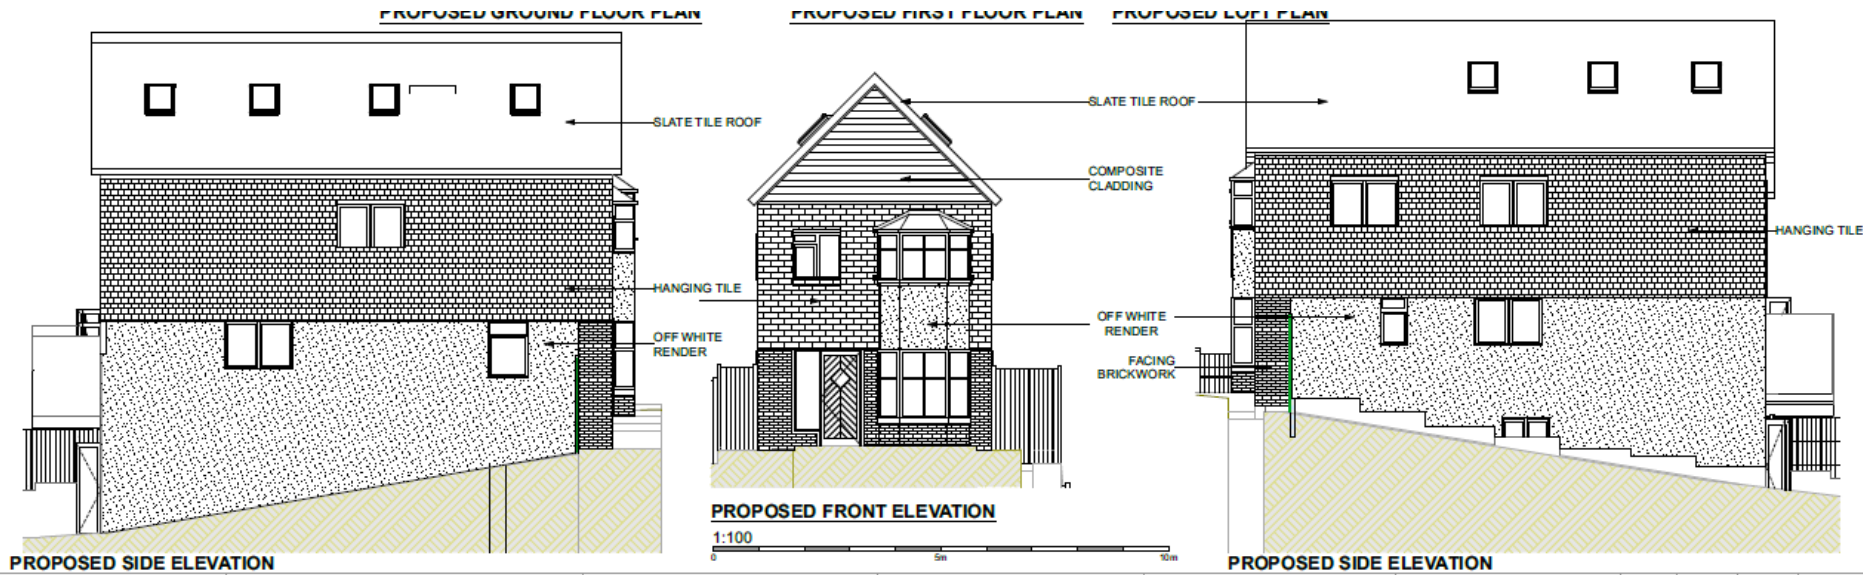 PROPOSED GROUND FLOOR PLAN
PROPOSED FIRST FLOOR PLAN
PROPOSED LOFT PLAN
SLATE TILE ROOF
SLATE TILE ROOF
COMPOSITE
CLADDING
HANGING TILE
HANGING TILE
OFF WHITE
RENDER
OFF WHITE
RENDER
FACING
BRICKWORK
PROPOSED FRONT ELEVATION
1:100
0
5m
10m
PROPOSED SIDE ELEVATION
PROPOSED SIDE ELEVATION